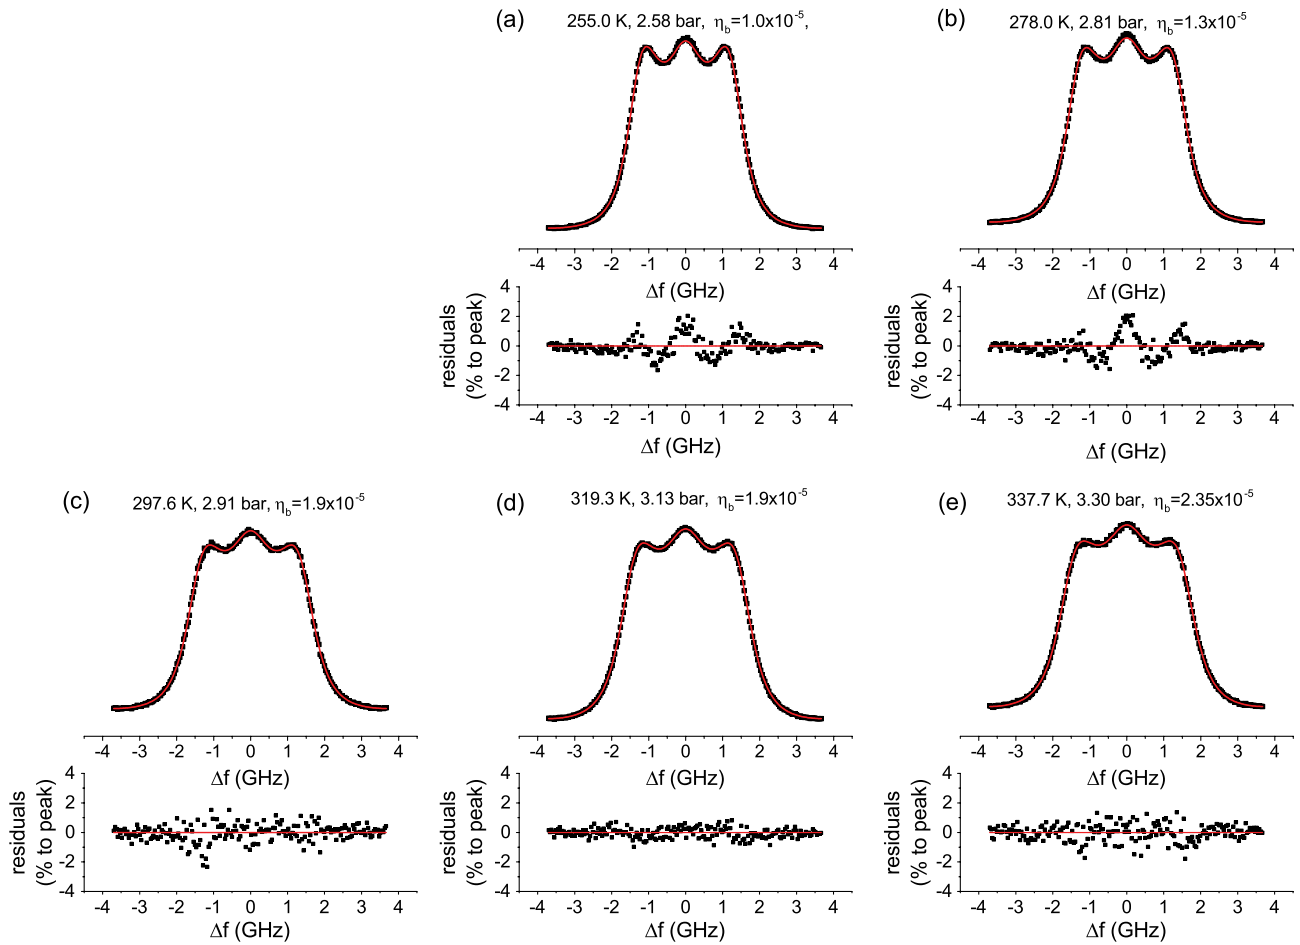 (a) 255.0 K, 2.58 bar, ηb=1.0x10-5,
-4 -3 -2 -1 0 1 2 3 4
Δf (GHz)
residuals (% to peak)
4
2
0
-2
-4
-4 -3 -2 -1 0 1 2 3 4
Δf (GHz)
(b) 278.0 K, 2.81 bar, ηb=1.3x10-5
-4 -3 -2 -1 0 1 2 3 4
Δf (GHz)
residuals (% to peak)
4
2
0
-2
-4
-4 -3 -2 -1 0 1 2 3 4
Δf (GHz)
(c) 297.6 K, 2.91 bar, ηb=1.9x10-5
-4 -3 -2 -1 0 1 2 3 4
Δf (GHz)
residuals (% to peak)
4
2
0
-2
-4
-4 -3 -2 -1 0 1 2 3 4
Δf (GHz)
(d) 319.3 K, 3.13 bar, ηb=1.9x10-5
-4 -3 -2 -1 0 1 2 3 4
Δf (GHz)
residuals (% to peak)
4
2
0
-2
-4
-4 -3 -2 -1 0 1 2 3 4
Δf (GHz)
(e) 337.7 K, 3.30 bar, ηb=2.35x10-5
-4 -3 -2 -1 0 1 2 3 4
Δf (GHz)
residuals (% to peak)
4
2
0
-2
-4
-4 -3 -2 -1 0 1 2 3 4
Δf (GHz)